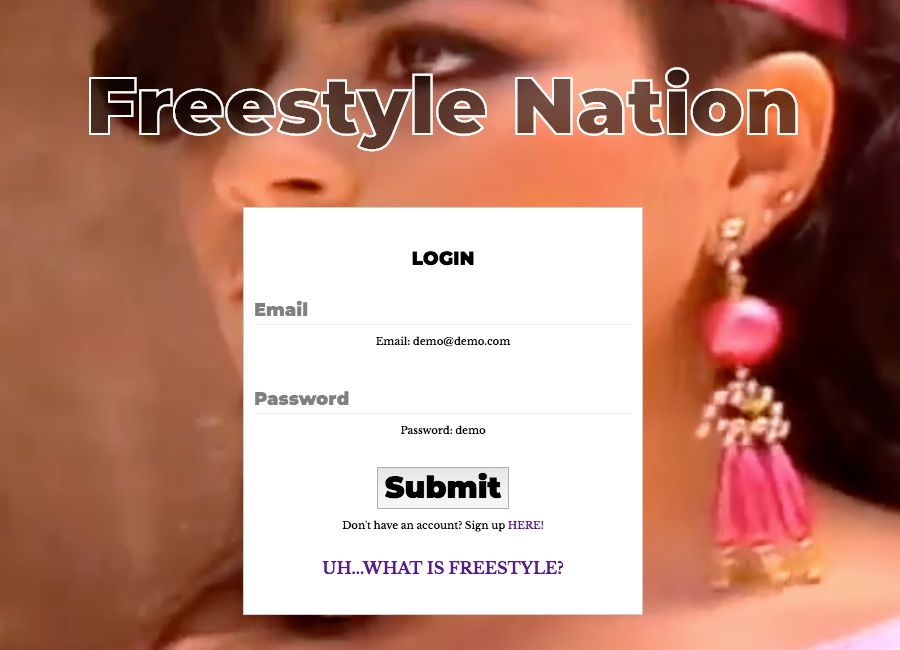 Freestyle Nation
LOGIN
Email
Email: demo@demo.com
Password
Password: demo
Submit
Don't have an account? Sign up HERE!
UH...WHAT IS FREESTYLE?